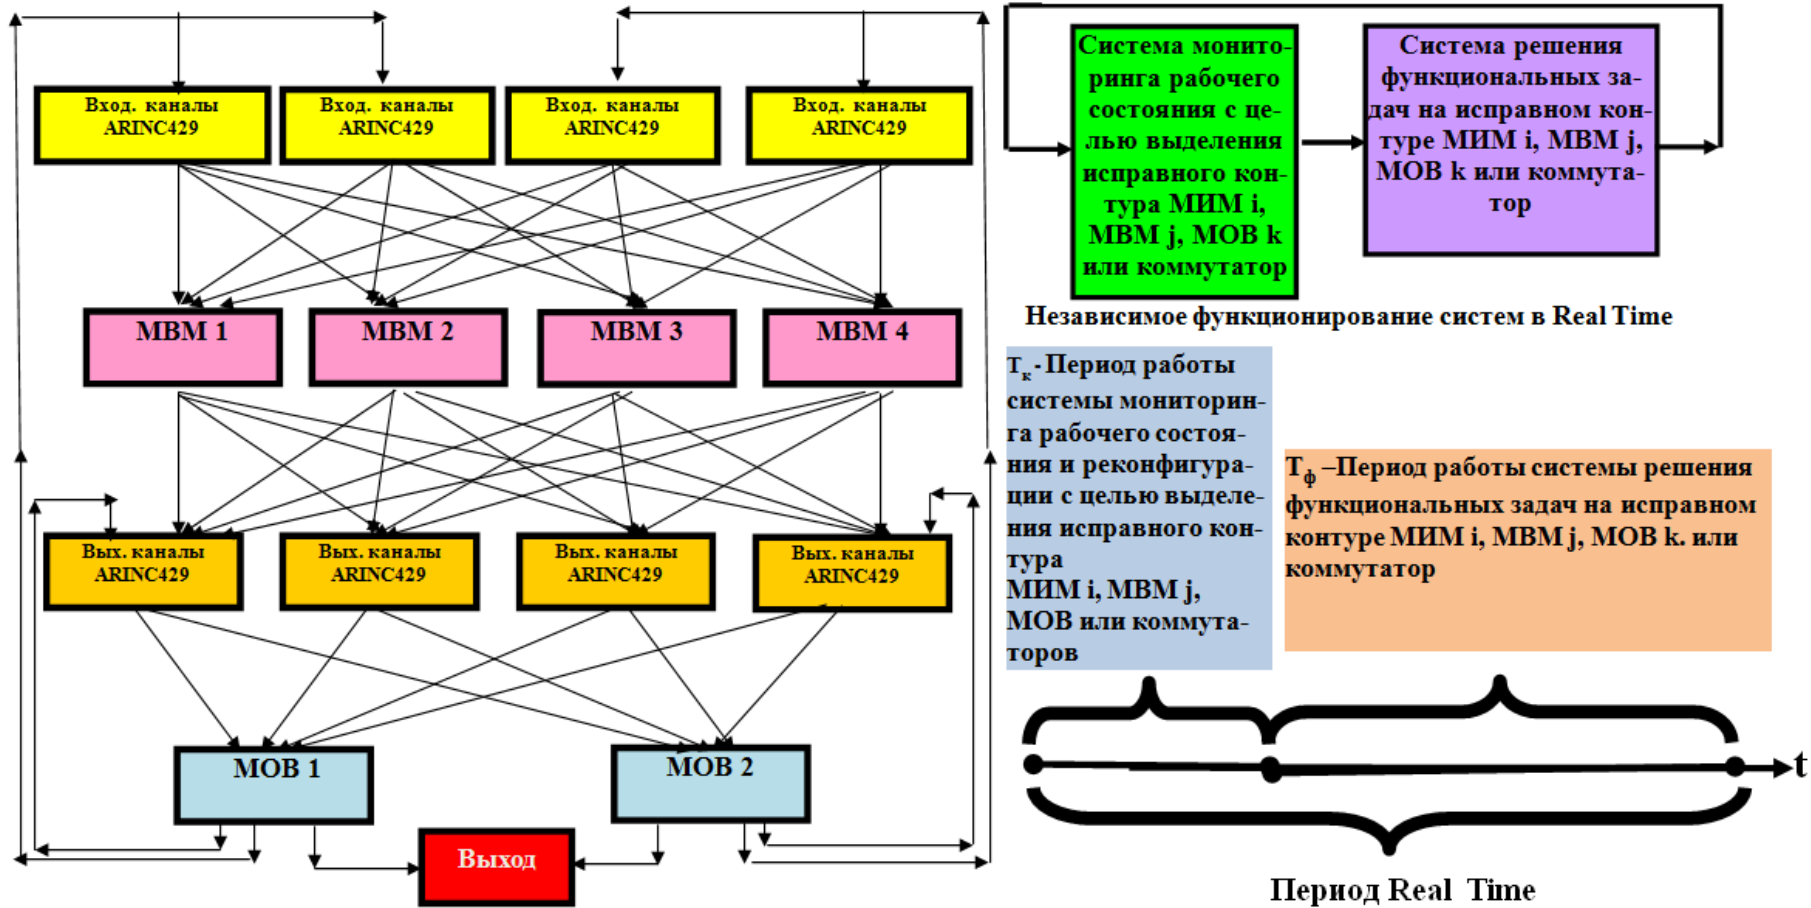 Вход. каналы
ARINC429
Вход. каналы
ARINC429
Вход. каналы
ARINC429
Вход. каналы
ARINC429
МВМ 1
МВМ 2
МВМ 3
МВМ 4
Вых. каналы
ARINC429
Вых. каналы
ARINC429
Вых. каналы
ARINC429
Вых. каналы
ARINC429
МОВ 1
МОВ 2
Выход
Система монито-
ринга рабочего
состояния с це-
лью выделения
исправного кон-
тура МИМ i,
МВМ j, МОВ k
или коммутатор
Система решения
функциональных за-
дач на исправном кон-
туре МИМ i, МВМ j,
МОВ k или коммута-
тор
Независимое функционирование систем в Real Time
Тк - Период работы
системы мониторин-
га рабочего состоя-
ния и реконфигура-
ции с целью выделе-
ния исправного кон-
тура
МИМ i, МВМ j,
МОВ или коммута-
торов
Тф –Период работы системы решения
функциональных задач на исправном
контуре МИМ i, МВМ j, МОВ k. или
коммутатор
t
Период Real Time